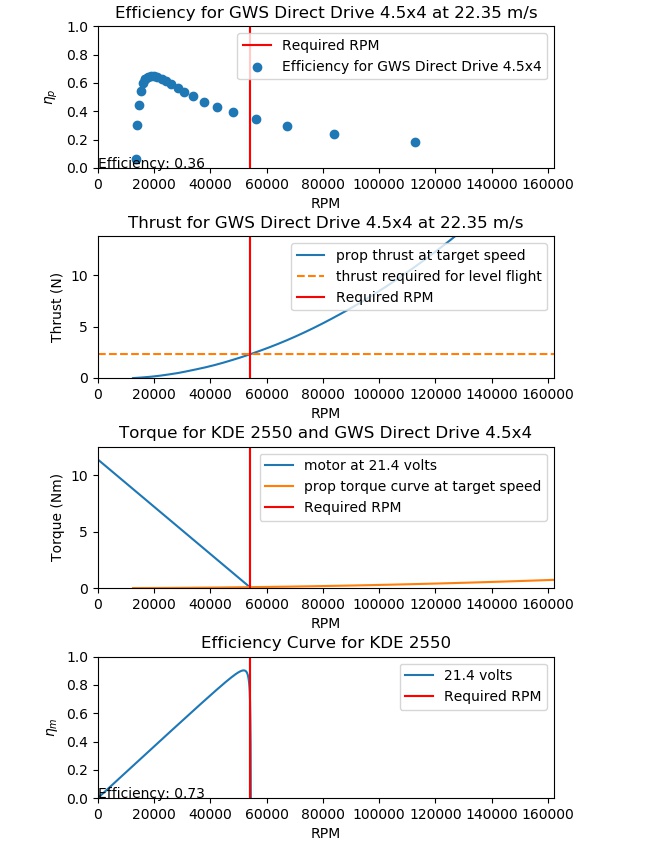 Efficiency for GWS Direct Drive 4.5x4 at 22.35 m/s
1.0
0.8
0.6
0.4
0.2
0.0
ηp
Required RPM
Efficiency for GWS Direct Drive 4.5x4
Efficiency: 0.36
0 20000 40000 60000 80000 100000 120000 140000 160000
RPM
Thrust for GWS Direct Drive 4.5x4 at 22.35 m/s
10
5
0
Thrust (N)
prop thrust at target speed
thrust required for level flight
Required RPM
0 20000 40000 60000 80000 100000 120000 140000 160000
RPM
Torque for KDE 2550 and GWS Direct Drive 4.5x4
10
5
0
Torque (Nm)
motor at 21.4 volts
prop torque curve at target speed
Required RPM
0 20000 40000 60000 80000 100000 120000 140000 160000
RPM
Efficiency Curve for KDE 2550
1.0
0.8
0.6
0.4
0.2
0.0
ηm
21.4 volts
Required RPM
Efficiency: 0.73
0 20000 40000 60000 80000 100000 120000 140000 160000
RPM